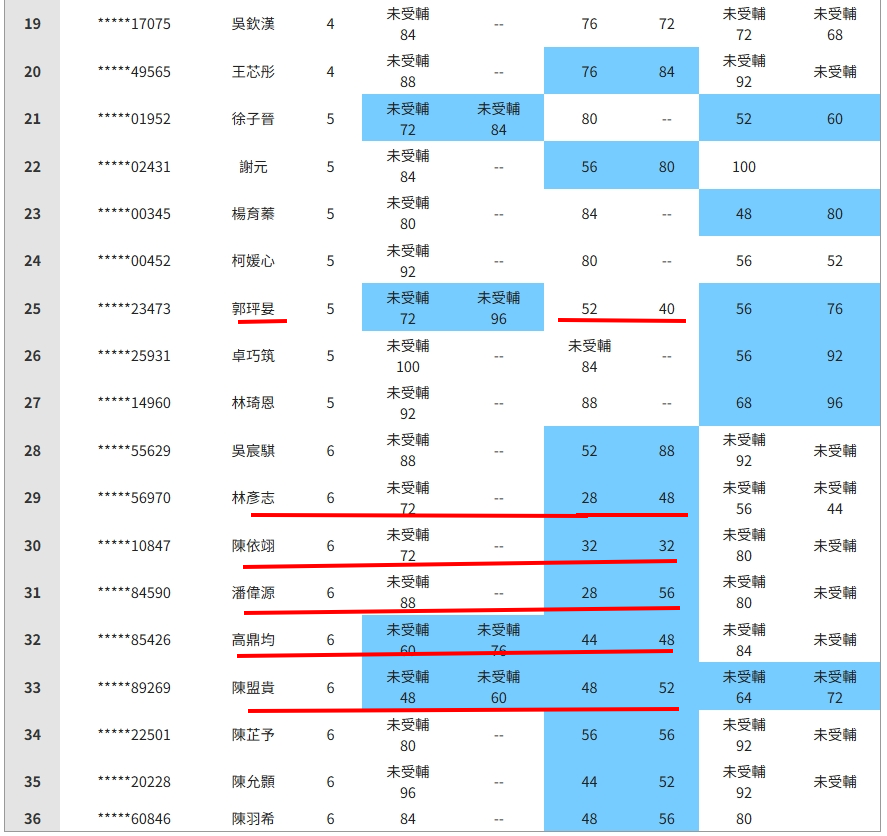 19 *****17075 吳欽漢 4 未受輔 84 -- 76 72 未受輔 72 未受輔 68
20 *****49565 王芯彤 4 未受輔 88 -- 76 84 未受輔 92 未受輔
21 *****01952 徐子晉 5 未受輔 72 未受輔 84 80 -- 52 60
22 *****02431 謝元 5 未受輔 84 -- 56 80 100
23 *****00345 楊育蓁 5 未受輔 80 -- 84 -- 48 80
24 *****00452 柯媛心 5 未受輔 92 -- 80 -- 56 52
25 *****23473 郭玶晏 5 未受輔 72 未受輔 96 52 40 56 76
26 *****25931 卓巧筑 5 未受輔 100 -- 未受輔 84 -- 56 92
27 *****14960 林琦恩 5 未受輔 92 -- 88 -- 68 96
28 *****55629 吳宸騏 6 未受輔 88 -- 52 88 未受輔 92 未受輔
29 *****56970 林彥志 6 未受輔 72 -- 28 48 未受輔 56 未受輔 44
30 *****10847 陳依翊 6 未受輔 72 -- 32 32 未受輔 80 未受輔
31 *****84590 潘偉源 6 未受輔 88 -- 28 56 未受輔 80 未受輔
32 *****85426 高鼎均 6 未受輔 60 未受輔 76 44 48 未受輔 84 未受輔
33 *****89269 陳盟貴 6 未受輔 48 未受輔 60 48 52 未受輔 64 未受輔 72
34 *****22501 陳芷予 6 未受輔 80 -- 56 56 未受輔 92 未受輔
35 *****20228 陳允顥 6 未受輔 96 -- 44 52 未受輔 92 未受輔
36 *****60846 陳羽希 6 84 -- 48 56 80